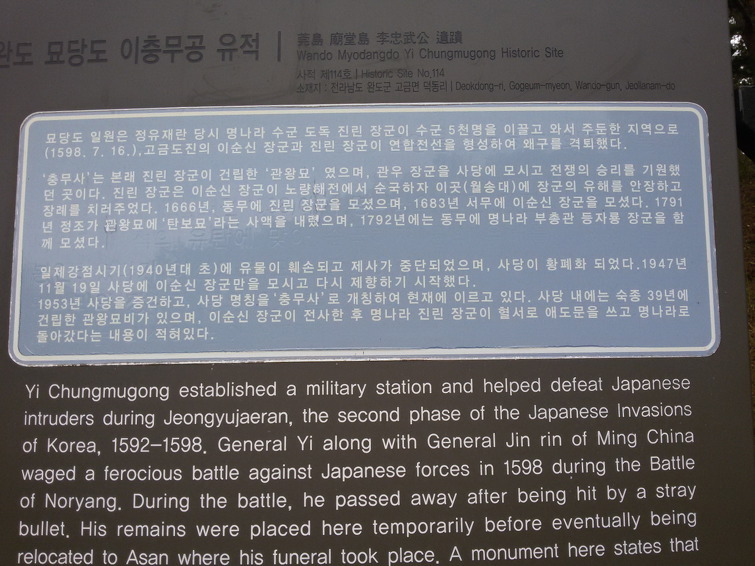 완도 묘당도 이충무공 유적 | 莞島 廟堂島 李忠武公 遺蹟
Wando Myodangdo Yi Chungmugong Historic Site
사적 제114호 | Historic Site No.114
소재지 : 전라남도 완도군 고금면 덕동리 | Deokdong-ri, Gogeum-myeon, Wando-gun, Jeollanam-do
묘당도 일원은 정유재란 당시 명나라 수군 도독 진린 장군이 수군 5천명을 이끌고 와서 주둔한 지역으로
(1598. 7. 16.),고금도진의 이순신 장군과 진린 장군이 연합전선을 형성하여 왜구를 격퇴했다.
'충무사'는 본래 진린 장군이 건립한 '관왕묘' 였으며, 관우 장군을 사당에 모시고 전쟁의 승리를 기원했
던 곳이다. 진린 장군은 이순신 장군이 노량해전에서 순국하자 이곳(월송대)에 장군의 유해를 안장하고
장례를 치러주었다. 1666년, 동무에 진린 장군을 모셨으며, 1683년 서무에 이순신 장군을 모셨다. 1791
년 정조가 관왕묘에 '탄보묘'라는 사액을 내렸으며, 1792년에는 동무에 명나라 부총관 등자룡 장군을 함
께 모셨다.
일제강점시기(1940년대 초)에 유물이 훼손되고 제사가 중단되었으며, 사당이 황폐화 되었다.1947년
11월 19일 사당에 이순신 장군만을 모시고 다시 제향하기 시작했다.
1953년 사당을 중건하고, 사당 명칭을 '충무사' 로 개칭하여 현재에 이르고 있다. 사당 내에는 숙종 39년에
건립한 관왕묘비가 있으며, 이순신 장군이 전사한 후 명나라 진린 장군이 혈서로 애도문을 쓰고 명나라로
돌아갔다는 내용이 적혀있다.
Yi Chungmugong established a military station and helped defeat Japanese
intruders during Jeongyujaeran, the second phase of the Japanese Invasions
of Korea, 1592–1598. General Yi along with General Jin rin of Ming China
waged a ferocious battle against Japanese forces in 1598 during the Battle
of Noryang. During the battle, he passed away after being hit by a stray
bullet. His remains were placed here temporarily before eventually being
relocated to Asan where his funeral took place. A monument here states that